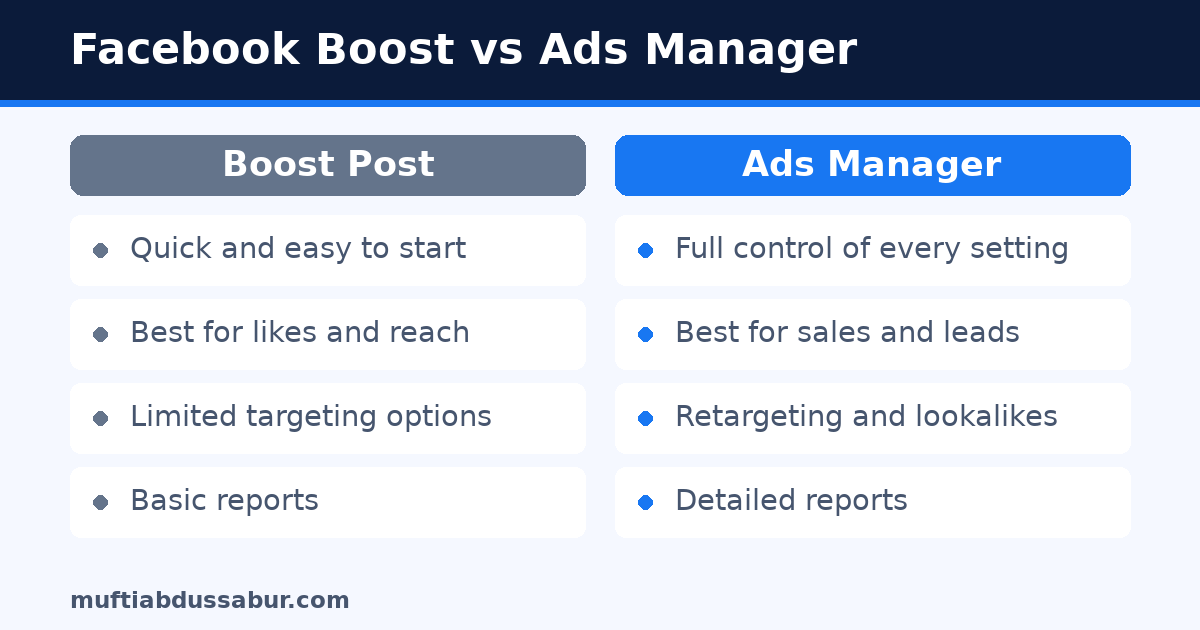 Facebook Boost vs Ads Manager
Boost Post
Quick and easy to start
Best for likes and reach
Limited targeting options
Basic reports
Ads Manager
Full control of every setting
Best for sales and leads
Retargeting and lookalikes
Detailed reports
muftiabdussabur.com